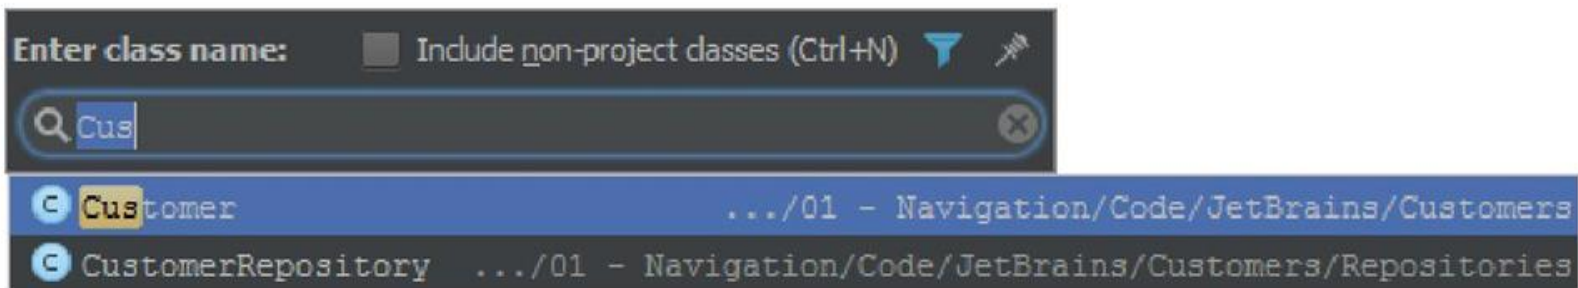 Enter class name: Include non-project classes (Ctrl+N)
Cus
C Customer .../01 - Navigation/Code/JetBrains/Customers
C CustomerRepository .../01 - Navigation/Code/JetBrains/Customers/Repositories